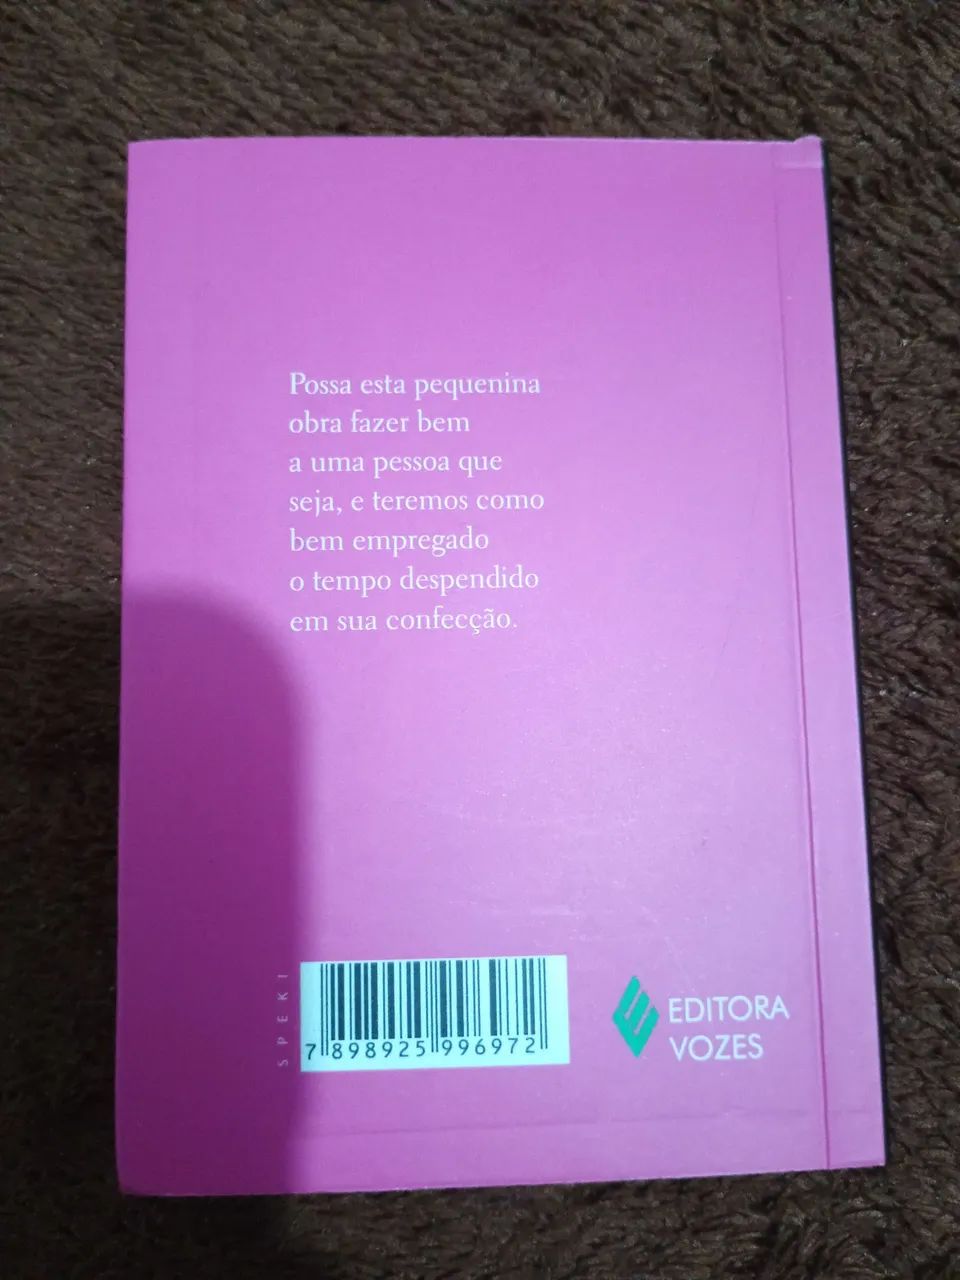 Possa esta pequenina
obra fazer bem
a uma pessoa que
seja, e teremos como
bem empregado
o tempo despendido
em sua confecção.
SPEKI
7 898925 996972
EDITORA
VOZES